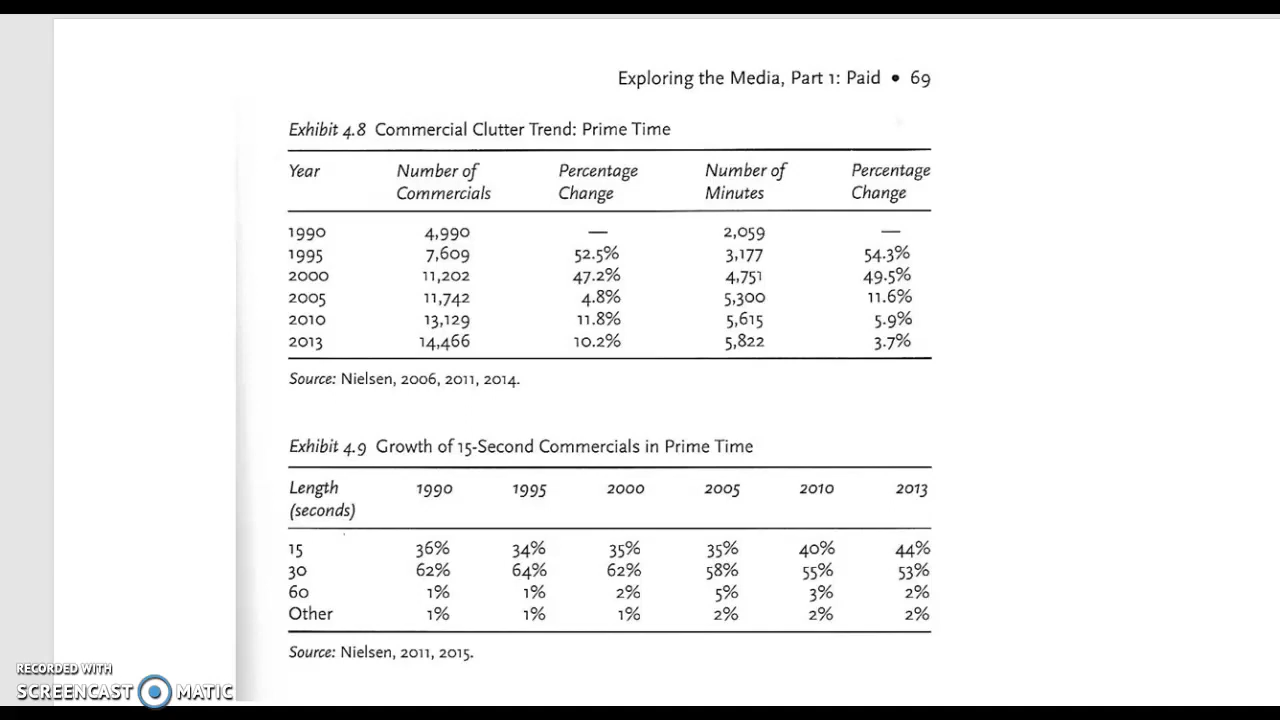 Exploring the Media, Part 1: Paid • 69
Exhibit 4.8 Commercial Clutter Trend: Prime Time
Year Number of Commercials Percentage Change Number of Minutes Percentage Change
1990 4,990 — 2,059 —
1995 7,609 52.5% 3,177 54.3%
2000 11,202 47.2% 4,751 49.5%
2005 11,742 4.8% 5,300 11.6%
2010 13,129 11.8% 5,615 5.9%
2013 14,466 10.2% 5,822 3.7%
Source: Nielsen, 2006, 2011, 2014.
Exhibit 4.9 Growth of 15-Second Commercials in Prime Time
Length (seconds) 1990 1995 2000 2005 2010 2013
15 36% 34% 35% 35% 40% 44%
30 62% 64% 62% 58% 55% 53%
60 1% 1% 2% 5% 3% 2%
Other 1% 1% 1% 2% 2% 2%
Source: Nielsen, 2011, 2015.
RECORDED WITH
SCREENCAST MATIC